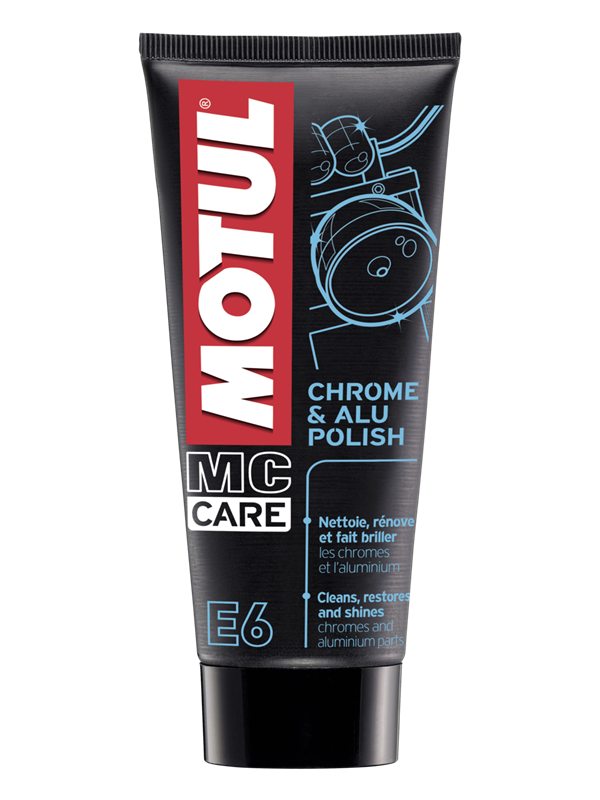 MOTUL®
MC
CARE
E6
CHROME
& ALU
POLISH
Nettoie, rénove
et fait briller
les chromes
et l'aluminium
Cleans, restores
and shines
chromes and
aluminium parts